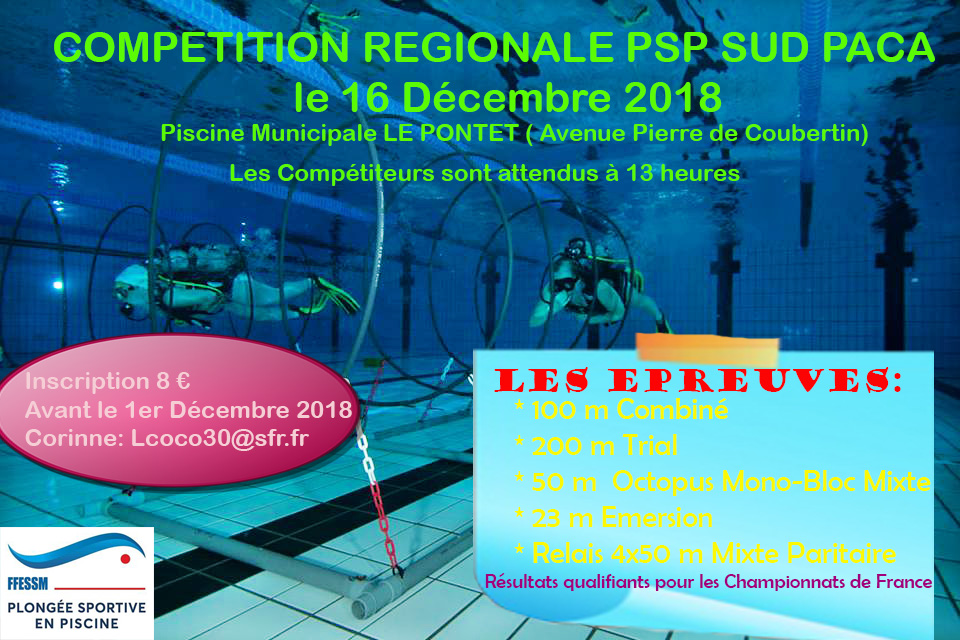 COMPETITION REGIONALE PSP SUD PACA
le 16 Décembre 2018
Piscine Municipale LE PONTET ( Avenue Pierre de Coubertin)
Les Compétiteurs sont attendus à 13 heures
Inscription 8 €
Avant le 1er Décembre 2018
Corinne: Lcoco30@sfr.fr
LES EPREUVES:
* 100 m Combiné
* 200 m Trial
* 50 m Octopus Mono-Bloc Mixte
* 23 m Emersion
* Relais 4x50 m Mixte Paritaire
Résultats qualifiants pour les Championnats de France
FFESSM
PLONGÉE SPORTIVE
EN PISCINE